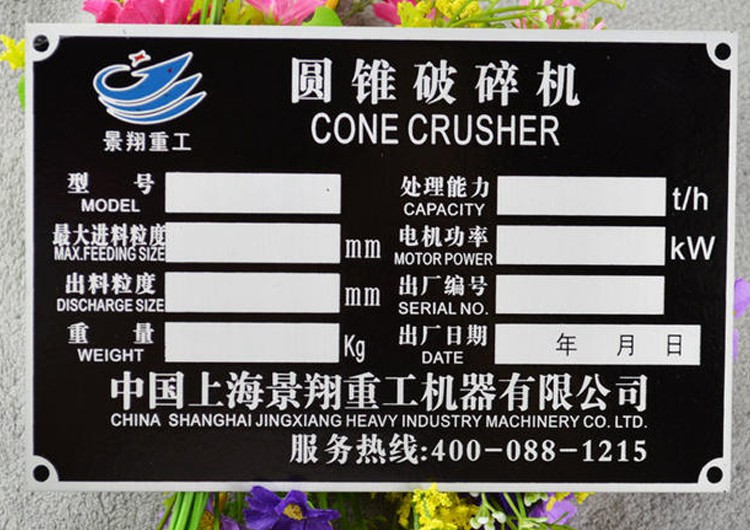 景翔重工
圆锥破碎机
CONE CRUSHER
型 号
MODEL
处理能力
CAPACITY
t/h
最大进料粒度
MAX.FEEDING SIZE
mm
电机功率
MOTOR POWER
kW
出料粒度
DISCHARGE SIZE
mm
出厂编号
SERIAL NO.
重 量
WEIGHT
Kg
出厂日期
DATE
年 月 日
中国上海景翔重工机器有限公司
CHINA SHANGHAI JINGXIANG HEAVY INDUSTRY MACHINERY CO. LTD.
服务热线:400-088-1215